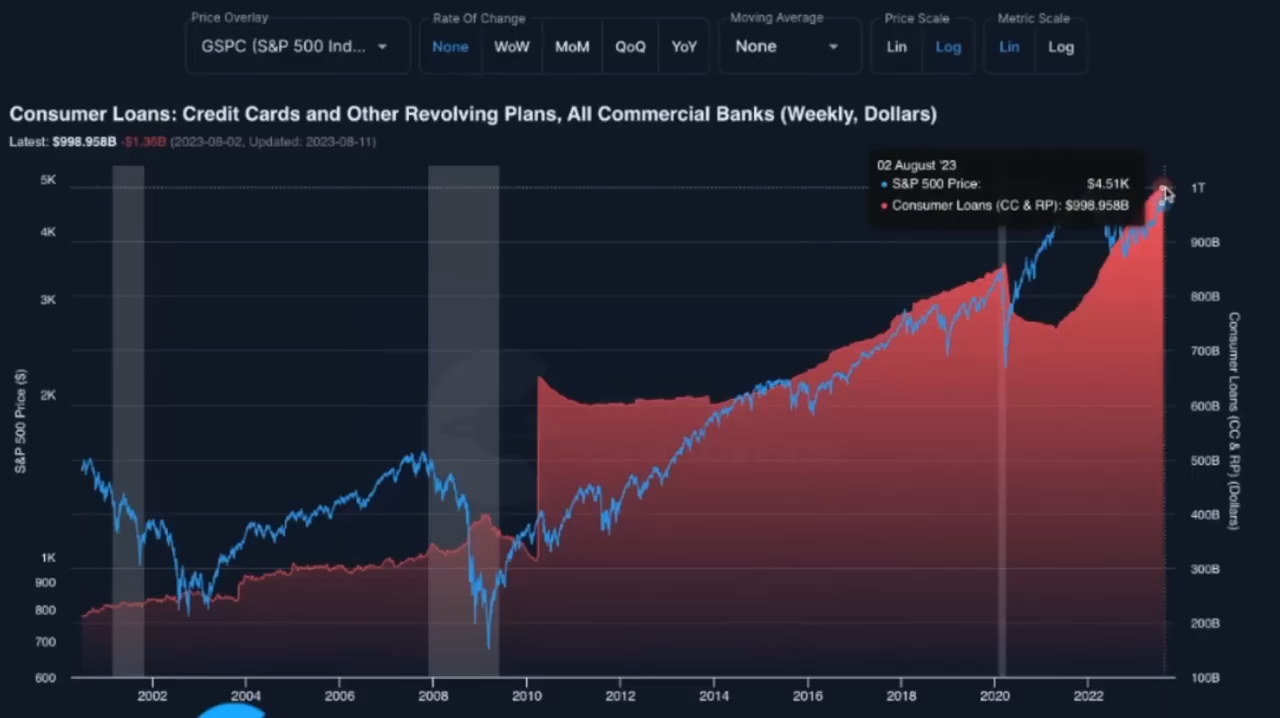 Price Overlay
Rate Of Change
Moving Average
Price Scale
Metric Scale
GSPC (S&P 500 Ind...
None WoW MoM QoQ YoY
None
Lin Log
Lin Log
Consumer Loans: Credit Cards and Other Revolving Plans, All Commercial Banks (Weekly, Dollars)
Latest: $998.958B -$1.36B (2023-08-02, Updated: 2023-08-11)
02 August '23
S&P 500 Price: $4.51K
Consumer Loans (CC & RP): $998.958B
5K
4K
3K
2K
1K
900
800
700
600
S&P 500 Price ($)
1T
900B
800B
700B
600B
500B
400B
300B
200B
100B
Consumer Loans (CC & RP) (Dollars)
2002 2004 2006 2008 2010 2012 2014 2016 2018 2020 2022